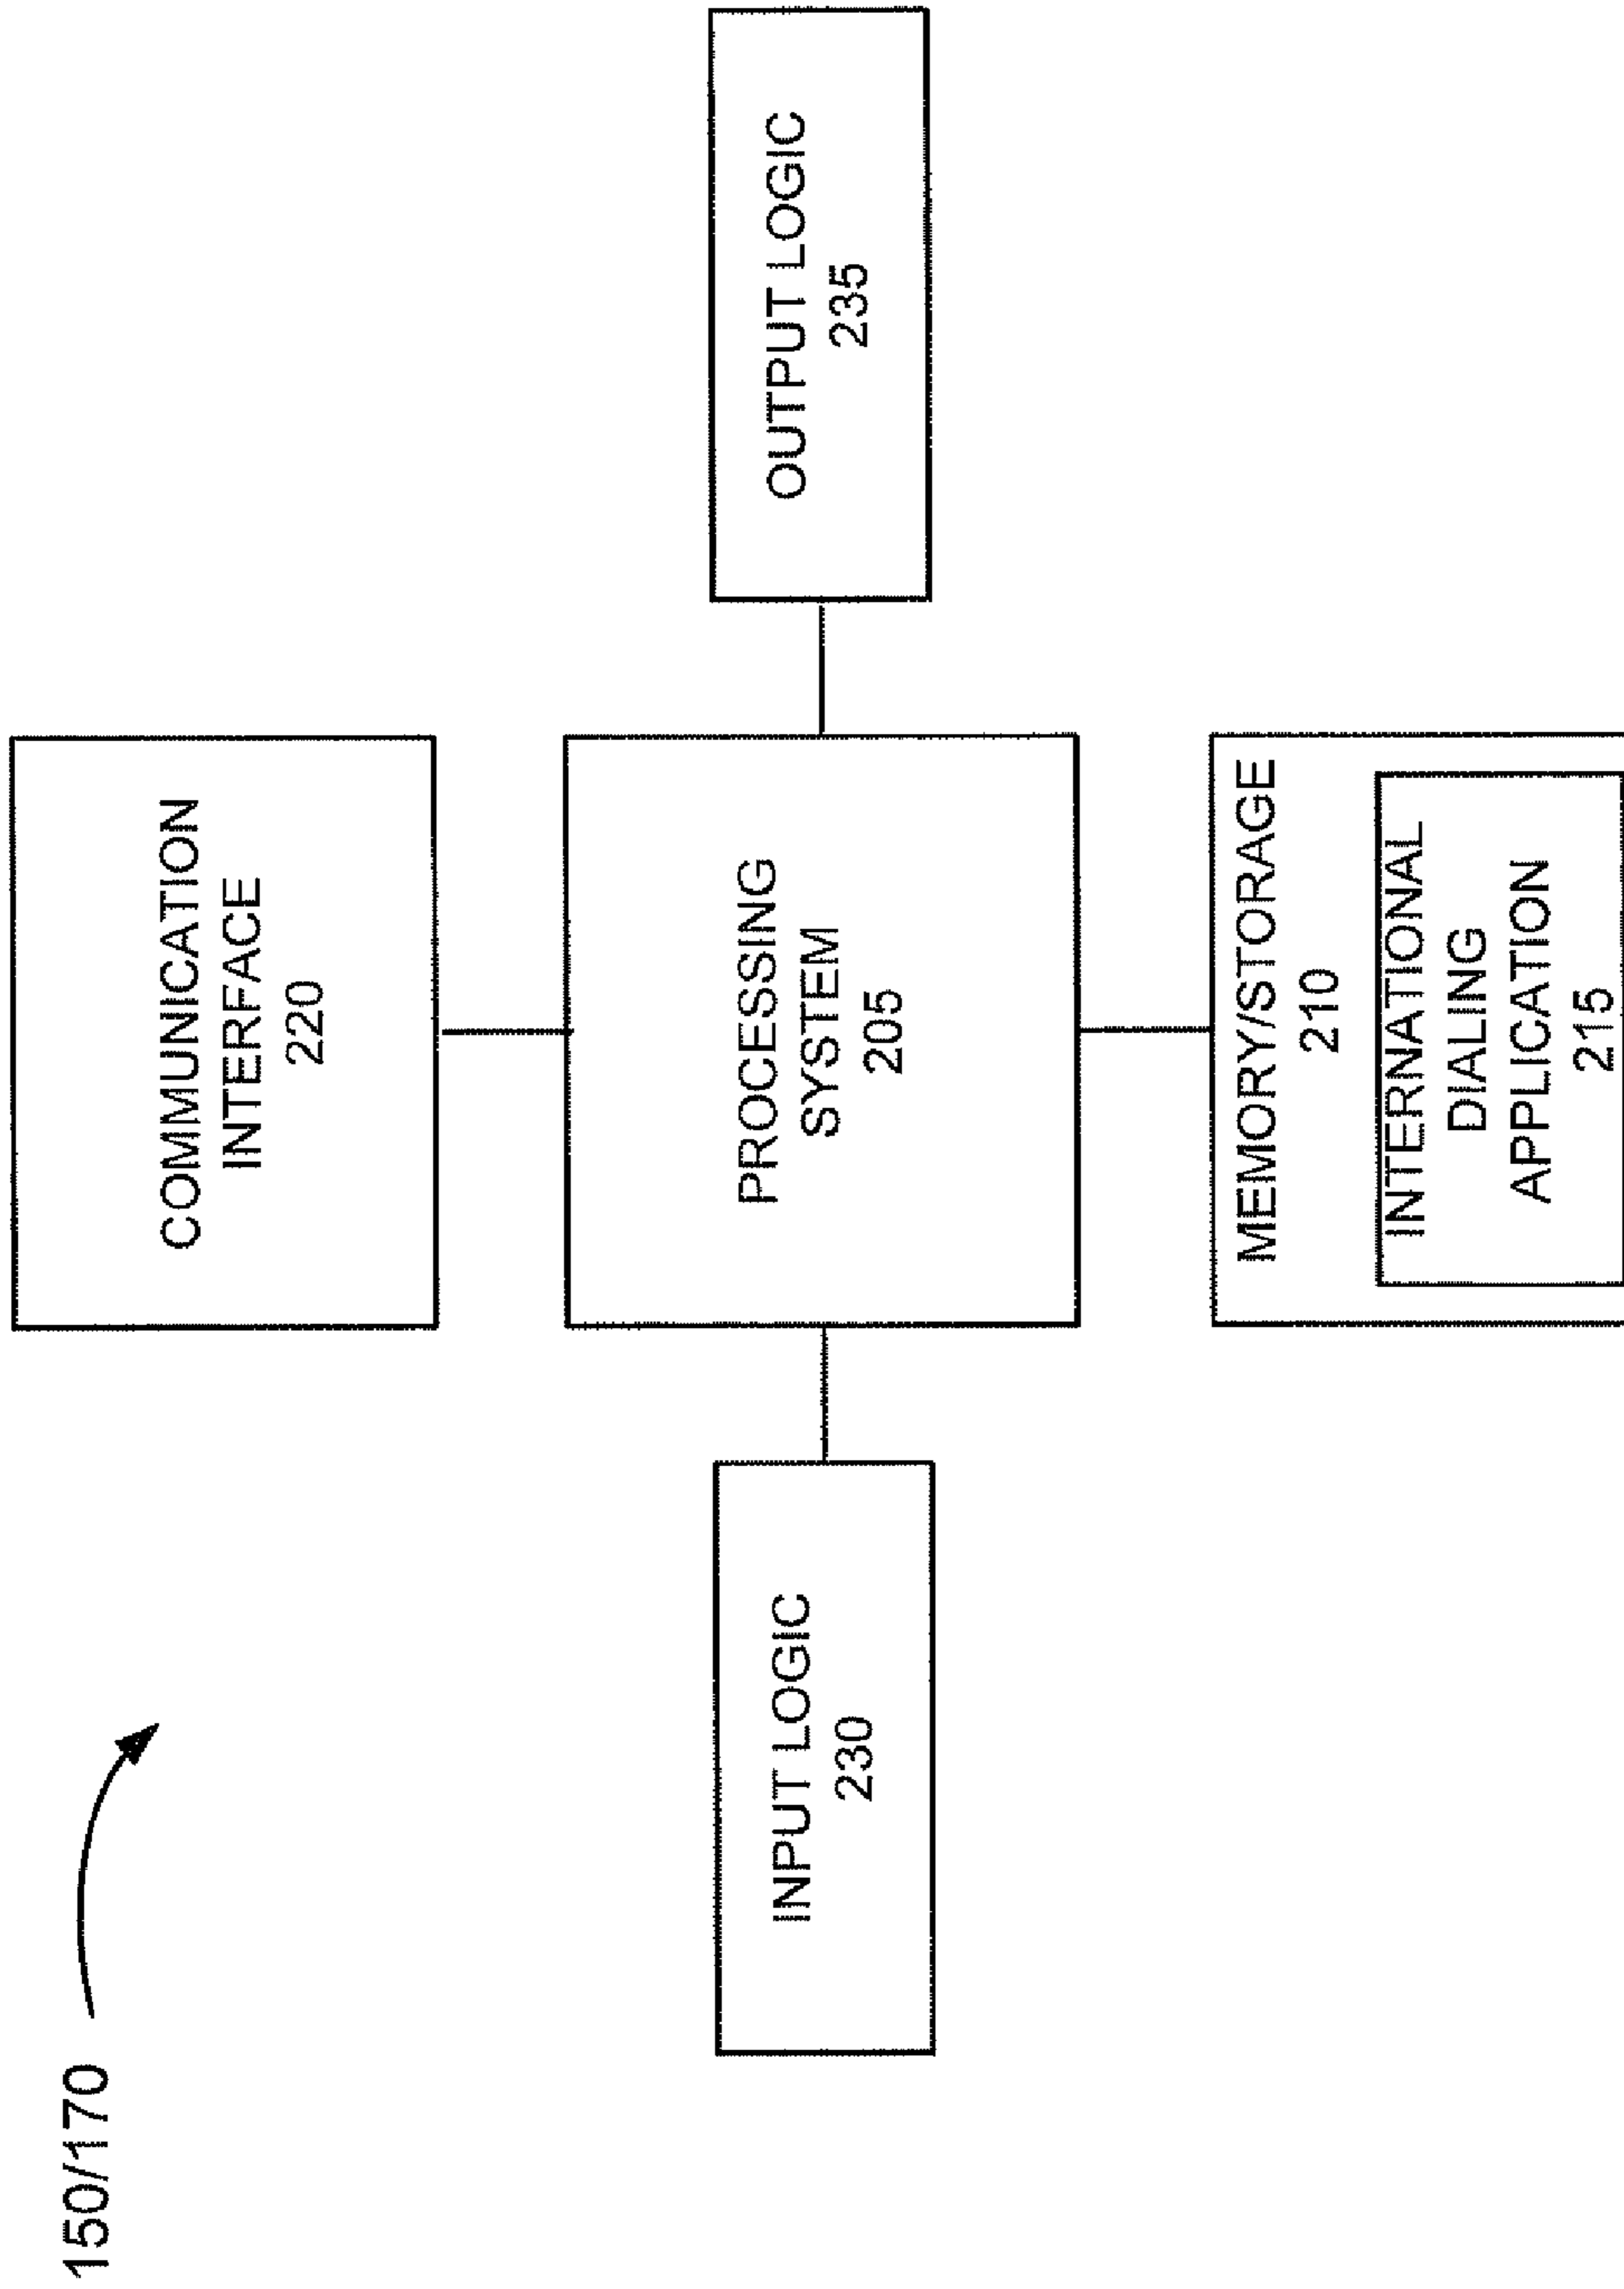 150/170
COMMUNICATION
INTERFACE
220
INPUT LOGIC
230
PROCESSING
SYSTEM
205
OUTPUT LOGIC
235
MEMORY/STORAGE
210
INTERNATIONAL
DIALING
APPLICATION
215